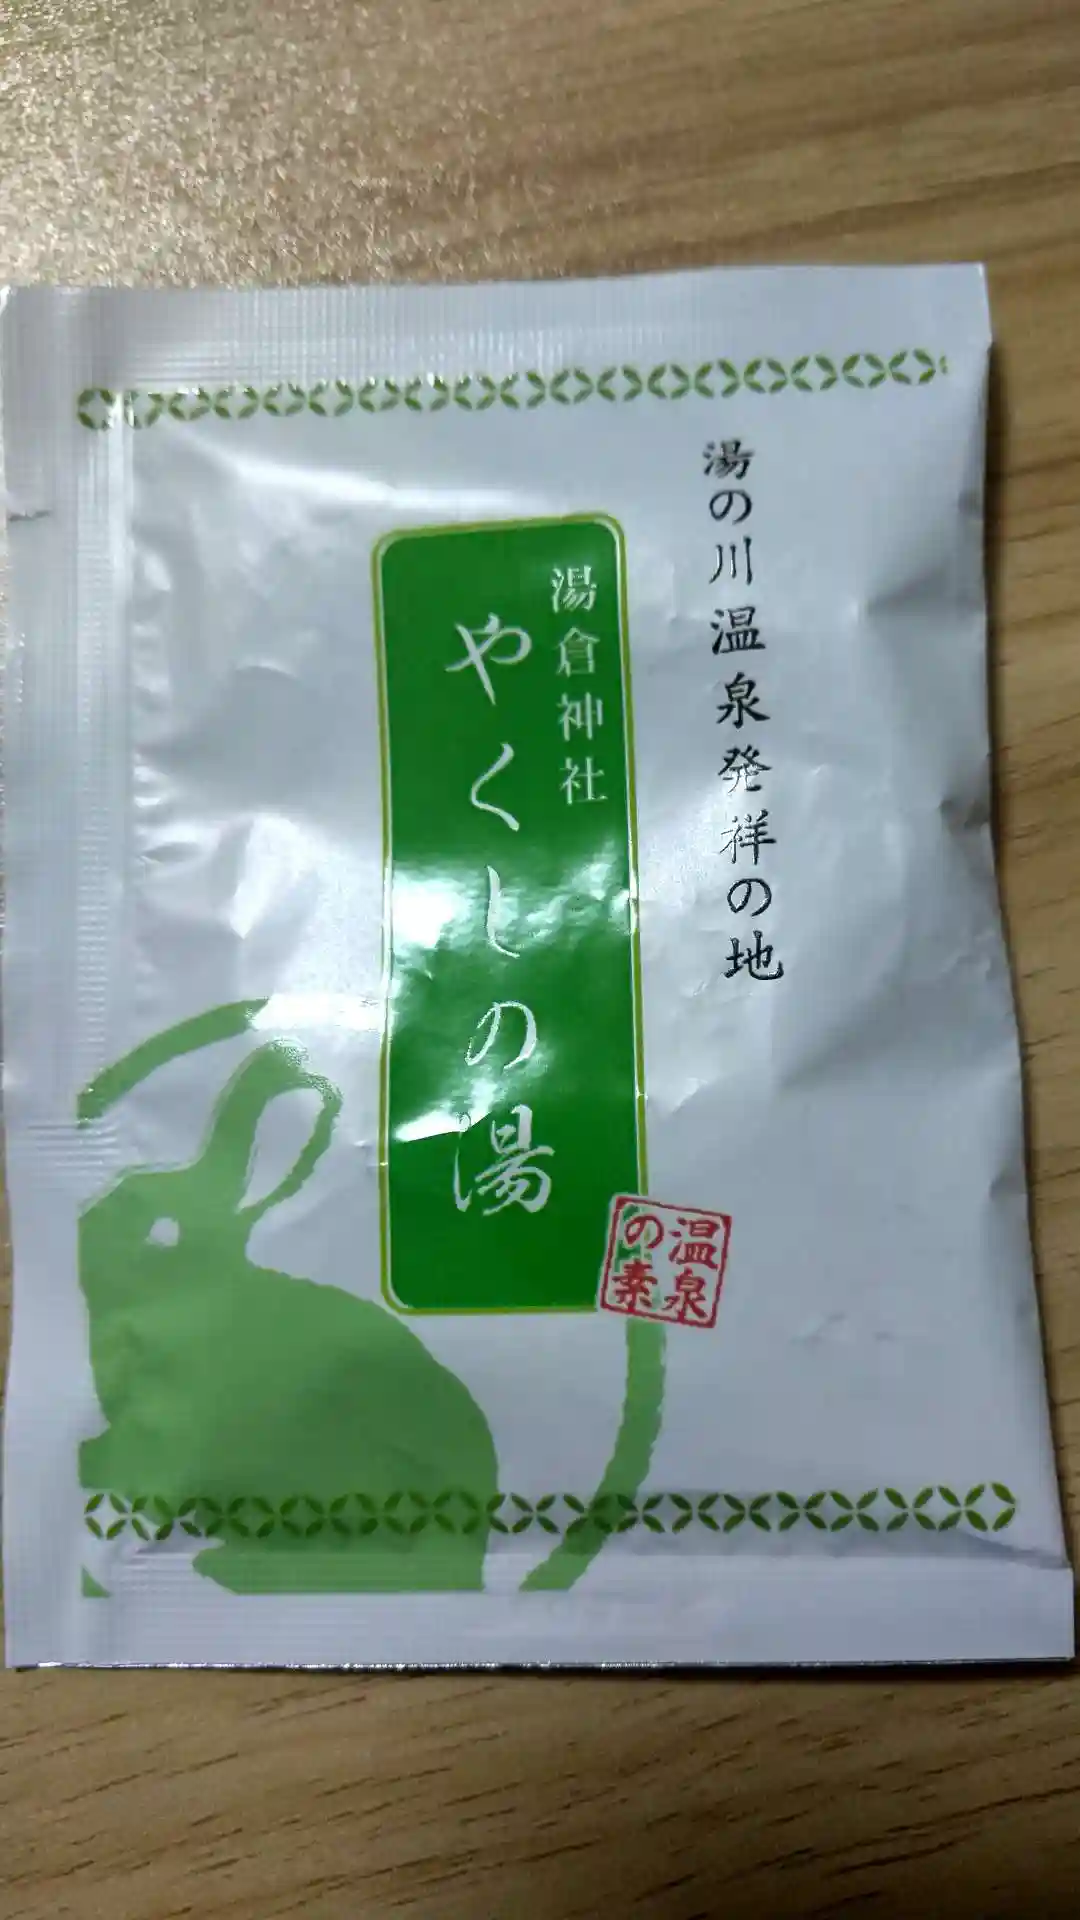 湯の川温泉発祥の地
湯倉神社
やくしの湯
温泉
の素